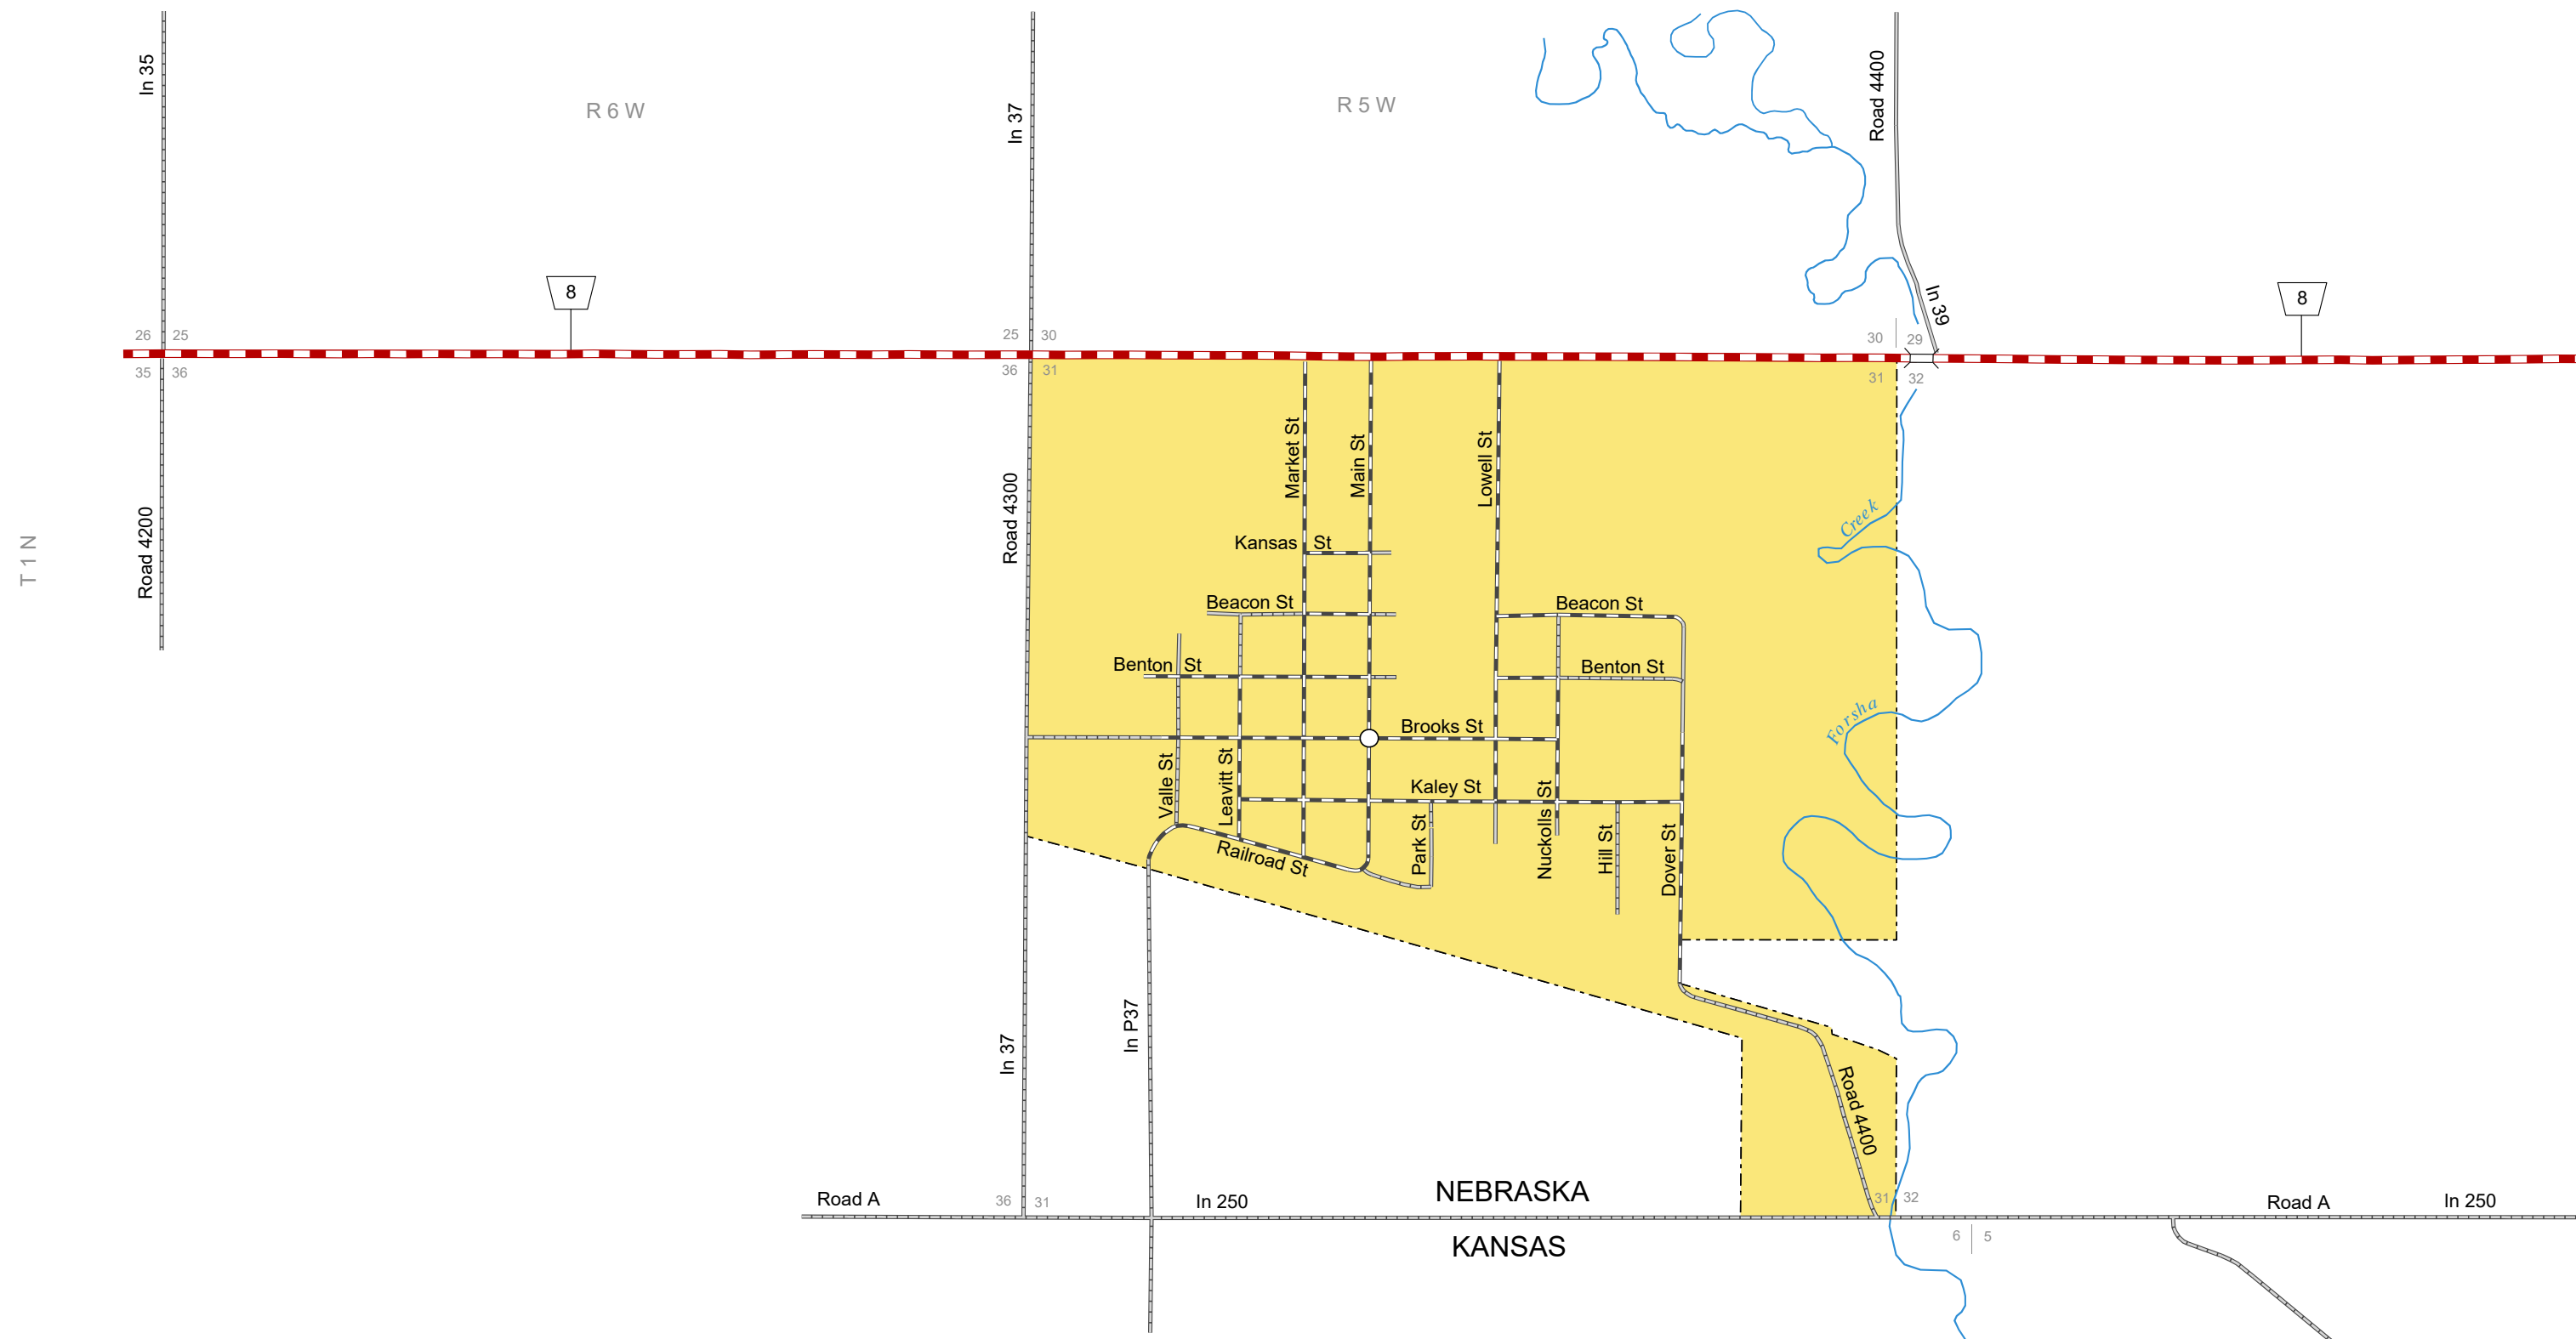 In 35
In 37
Road 4400
R 6 W
R 5 W
8
In 39
8
26 25
25 30
30 29
35 36
36 31
31 32
T 1 N
Road 4200
Road 4300
Market St
Main St
Lowell St
Kansas St
Creek
Beacon St
Beacon St
Benton St
Benton St
Forsha
Brooks St
Valle St
Leavitt St
Kaley St
Park St
Nuckolls St
Hill St
Dover St
Railroad St
In 37
In P37
Road 4400
Road A
36 31
In 250
NEBRASKA
31 32
Road A
In 250
KANSAS
6 5